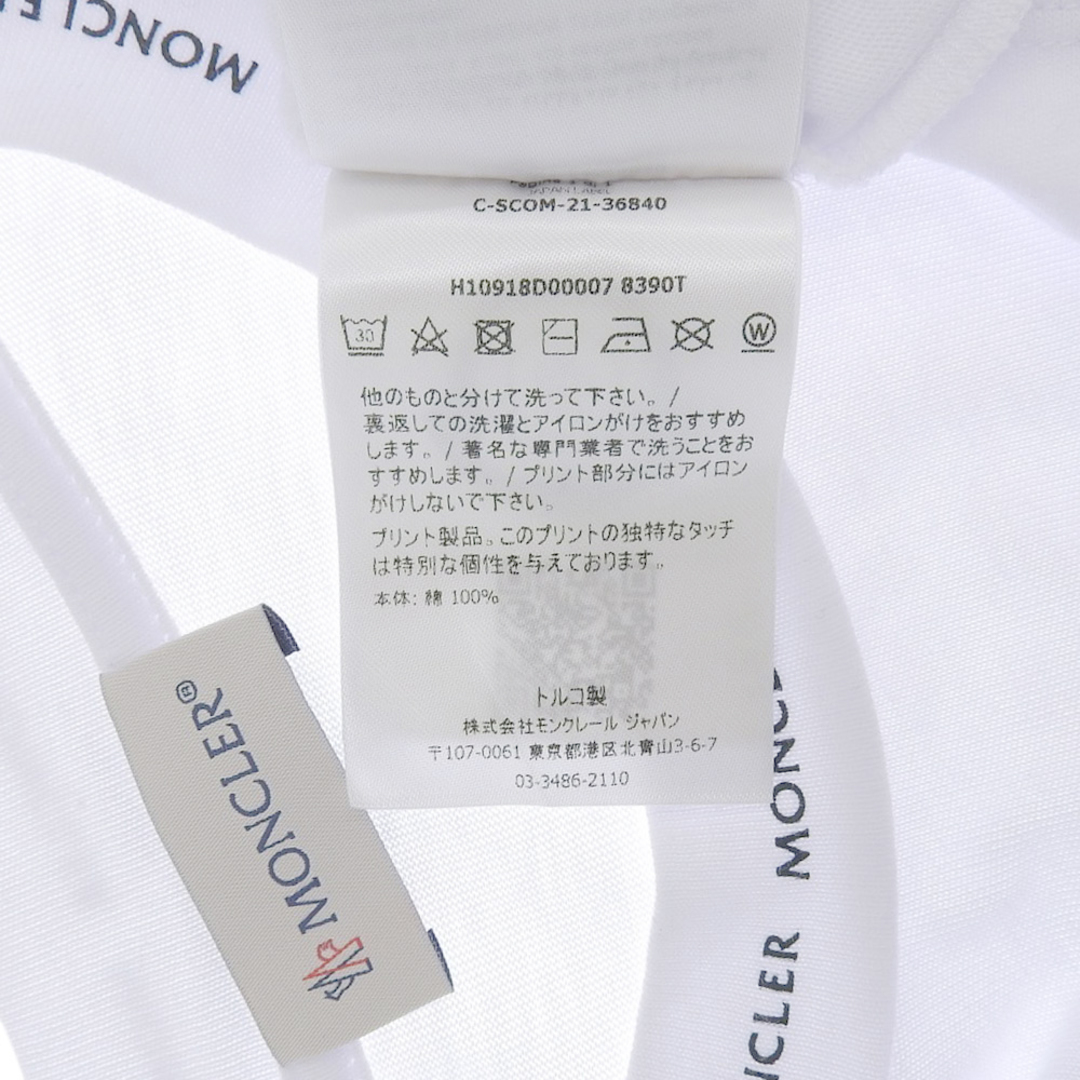 MONCLER
JAPAN LABEL
C-SCOM-21-36840
H10918D00007 8390T
30
W
他のものと分けて洗って下さい。/
裏返しての洗濯とアイロンがけをおすすめ
します。/ 著名な専門業者で洗うことをお
すすめします。/ プリント部分にはアイロン
がけしないで下さい。
プリント製品。このプリントの独特なタッチ
は特別な個性を与えております。
本体: 綿 100%
トルコ製
株式会社モンクレール ジャパン
〒107-0061 東京都港区北青山3-6-7
03-3486-2110
MONCLER®
MONC
CLER